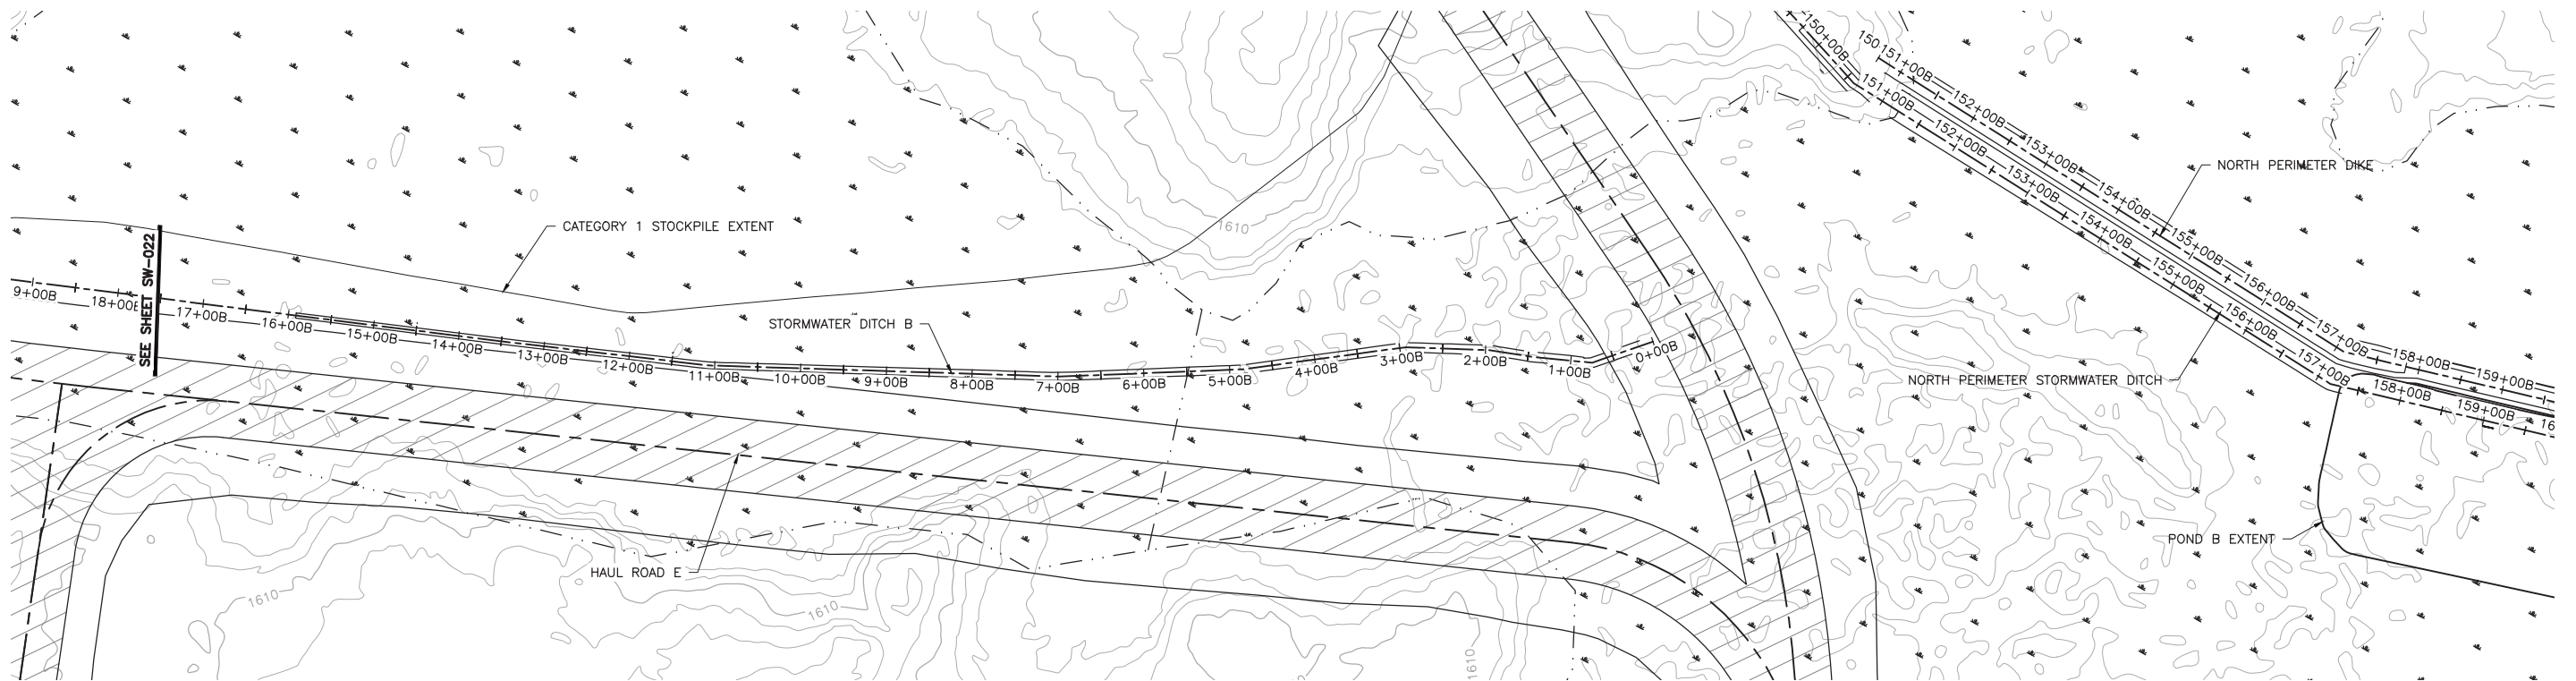 150+00B
150
151+00B
151+00B
152+00B
152+00B
153+00B
153+00B
154+00B
154+00B
155+00B
155+00B
156+00B
156+00B
157+00B
157+00B
158+00B
158+00B
159+00B
159+00B
16
NORTH PERIMETER DIKE
CATEGORY 1 STOCKPILE EXTENT
1610
SEE SHEET SW-022
9+00B
18+00B
17+00B
16+00B
15+00B
14+00B
13+00B
12+00B
11+00B
10+00B
9+00B
8+00B
7+00B
6+00B
5+00B
4+00B
3+00B
2+00B
1+00B
0+00B
STORMWATER DITCH B
NORTH PERIMETER STORMWATER DITCH
POND B EXTENT
HAUL ROAD E
1610
1610
1610